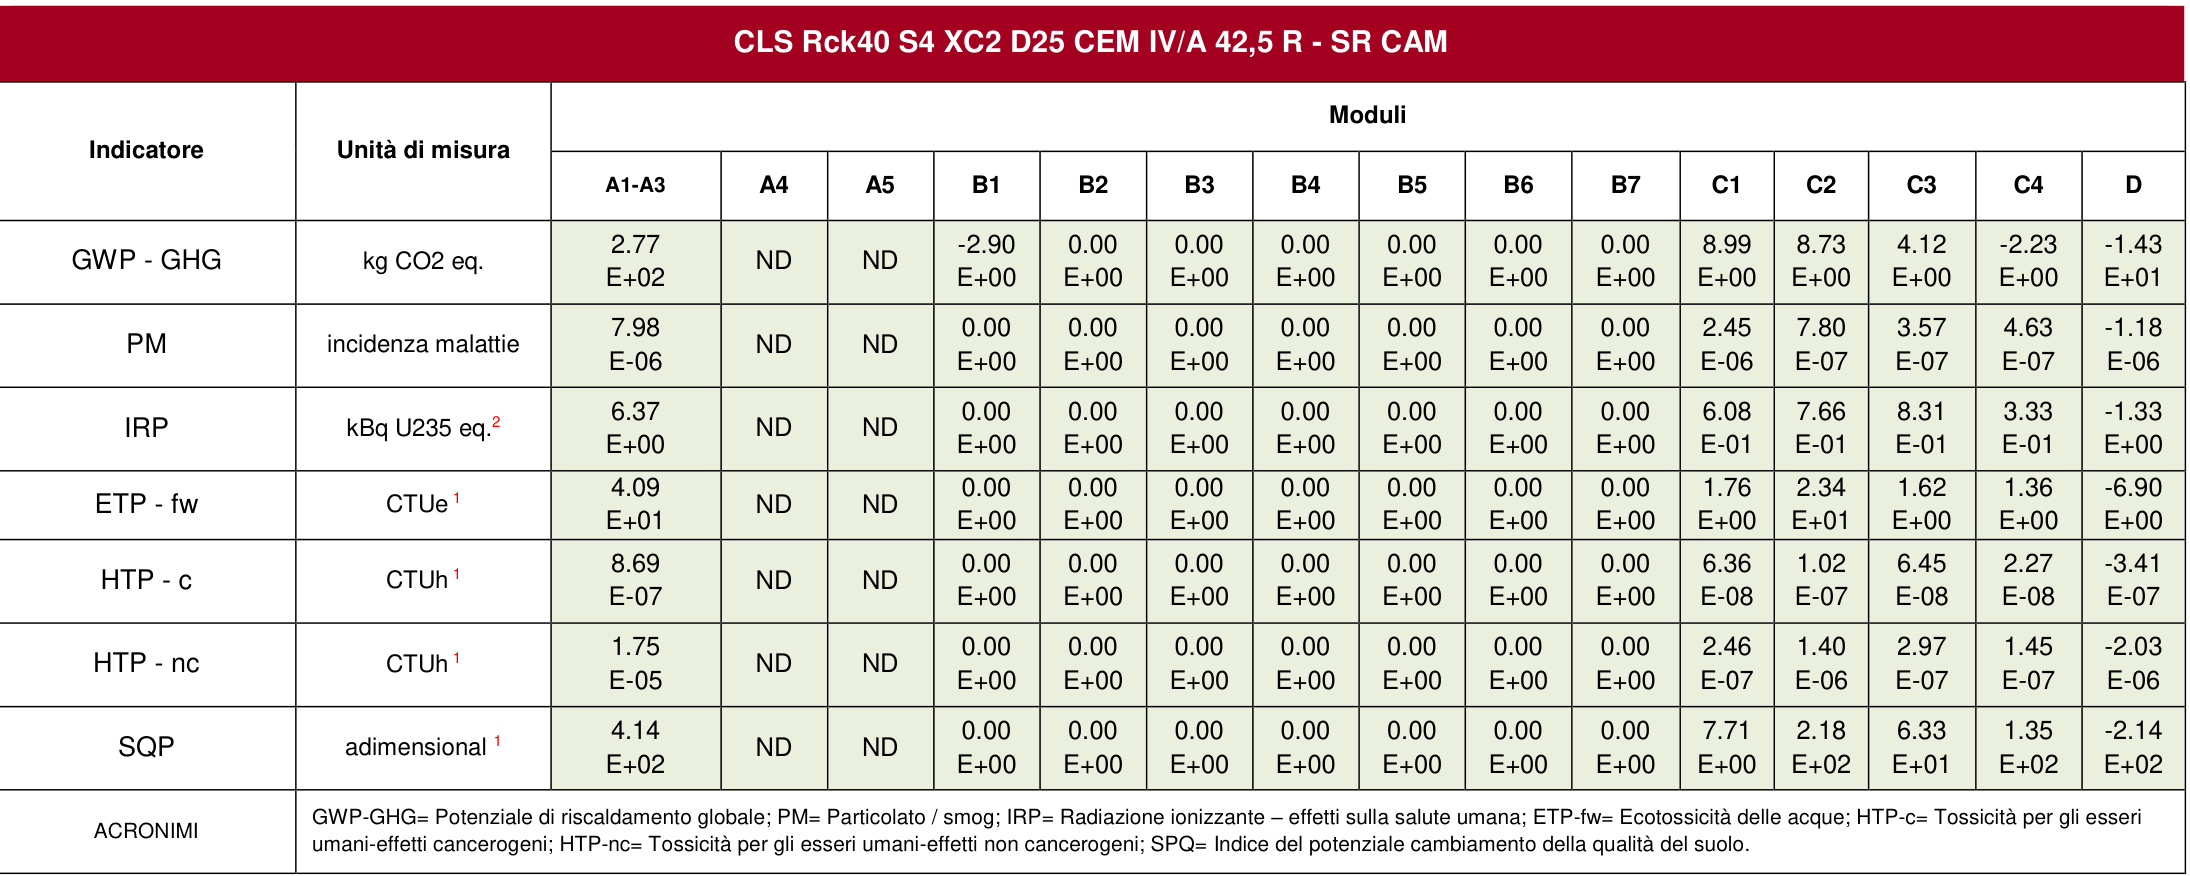 CLS Rck40 S4 XC2 D25 CEM IV/A 42,5 R - SR CAM
Indicatore Unità di misura Moduli
A1-A3 A4 A5 B1 B2 B3 B4 B5 B6 B7 C1 C2 C3 C4 D
GWP - GHG kg CO2 eq. 2.77 E+02 ND ND -2.90 E+00 0.00 E+00 0.00 E+00 0.00 E+00 0.00 E+00 0.00 E+00 0.00 E+00 8.99 E+00 8.73 E+00 4.12 E+00 -2.23 E+00 -1.43 E+01
PM incidenza malattie 7.98 E-06 ND ND 0.00 E+00 0.00 E+00 0.00 E+00 0.00 E+00 0.00 E+00 0.00 E+00 0.00 E+00 2.45 E-06 7.80 E-07 3.57 E-07 4.63 E-07 -1.18 E-06
IRP kBq U235 eq.2 6.37 E+00 ND ND 0.00 E+00 0.00 E+00 0.00 E+00 0.00 E+00 0.00 E+00 0.00 E+00 0.00 E+00 6.08 E-01 7.66 E-01 8.31 E-01 3.33 E-01 -1.33 E+00
ETP - fw CTUe 1 4.09 E+01 ND ND 0.00 E+00 0.00 E+00 0.00 E+00 0.00 E+00 0.00 E+00 0.00 E+00 0.00 E+00 1.76 E+00 2.34 E+01 1.62 E+00 1.36 E+00 -6.90 E+00
HTP - c CTUh 1 8.69 E-07 ND ND 0.00 E+00 0.00 E+00 0.00 E+00 0.00 E+00 0.00 E+00 0.00 E+00 0.00 E+00 6.36 E-08 1.02 E-07 6.45 E-08 2.27 E-08 -3.41 E-07
HTP - nc CTUh 1 1.75 E-05 ND ND 0.00 E+00 0.00 E+00 0.00 E+00 0.00 E+00 0.00 E+00 0.00 E+00 0.00 E+00 2.46 E-07 1.40 E-06 2.97 E-07 1.45 E-07 -2.03 E-06
SQP adimensional 1 4.14 E+02 ND ND 0.00 E+00 0.00 E+00 0.00 E+00 0.00 E+00 0.00 E+00 0.00 E+00 0.00 E+00 7.71 E+00 2.18 E+02 6.33 E+01 1.35 E+02 -2.14 E+02
ACRONIMI GWP-GHG= Potenziale di riscaldamento globale; PM= Particolato / smog; IRP= Radiazione ionizzante – effetti sulla salute umana; ETP-fw= Ecotossicità delle acque; HTP-c= Tossicità per gli esseri
umani-effetti cancerogeni; HTP-nc= Tossicità per gli esseri umani-effetti non cancerogeni; SPQ= Indice del potenziale cambiamento della qualità del suolo.